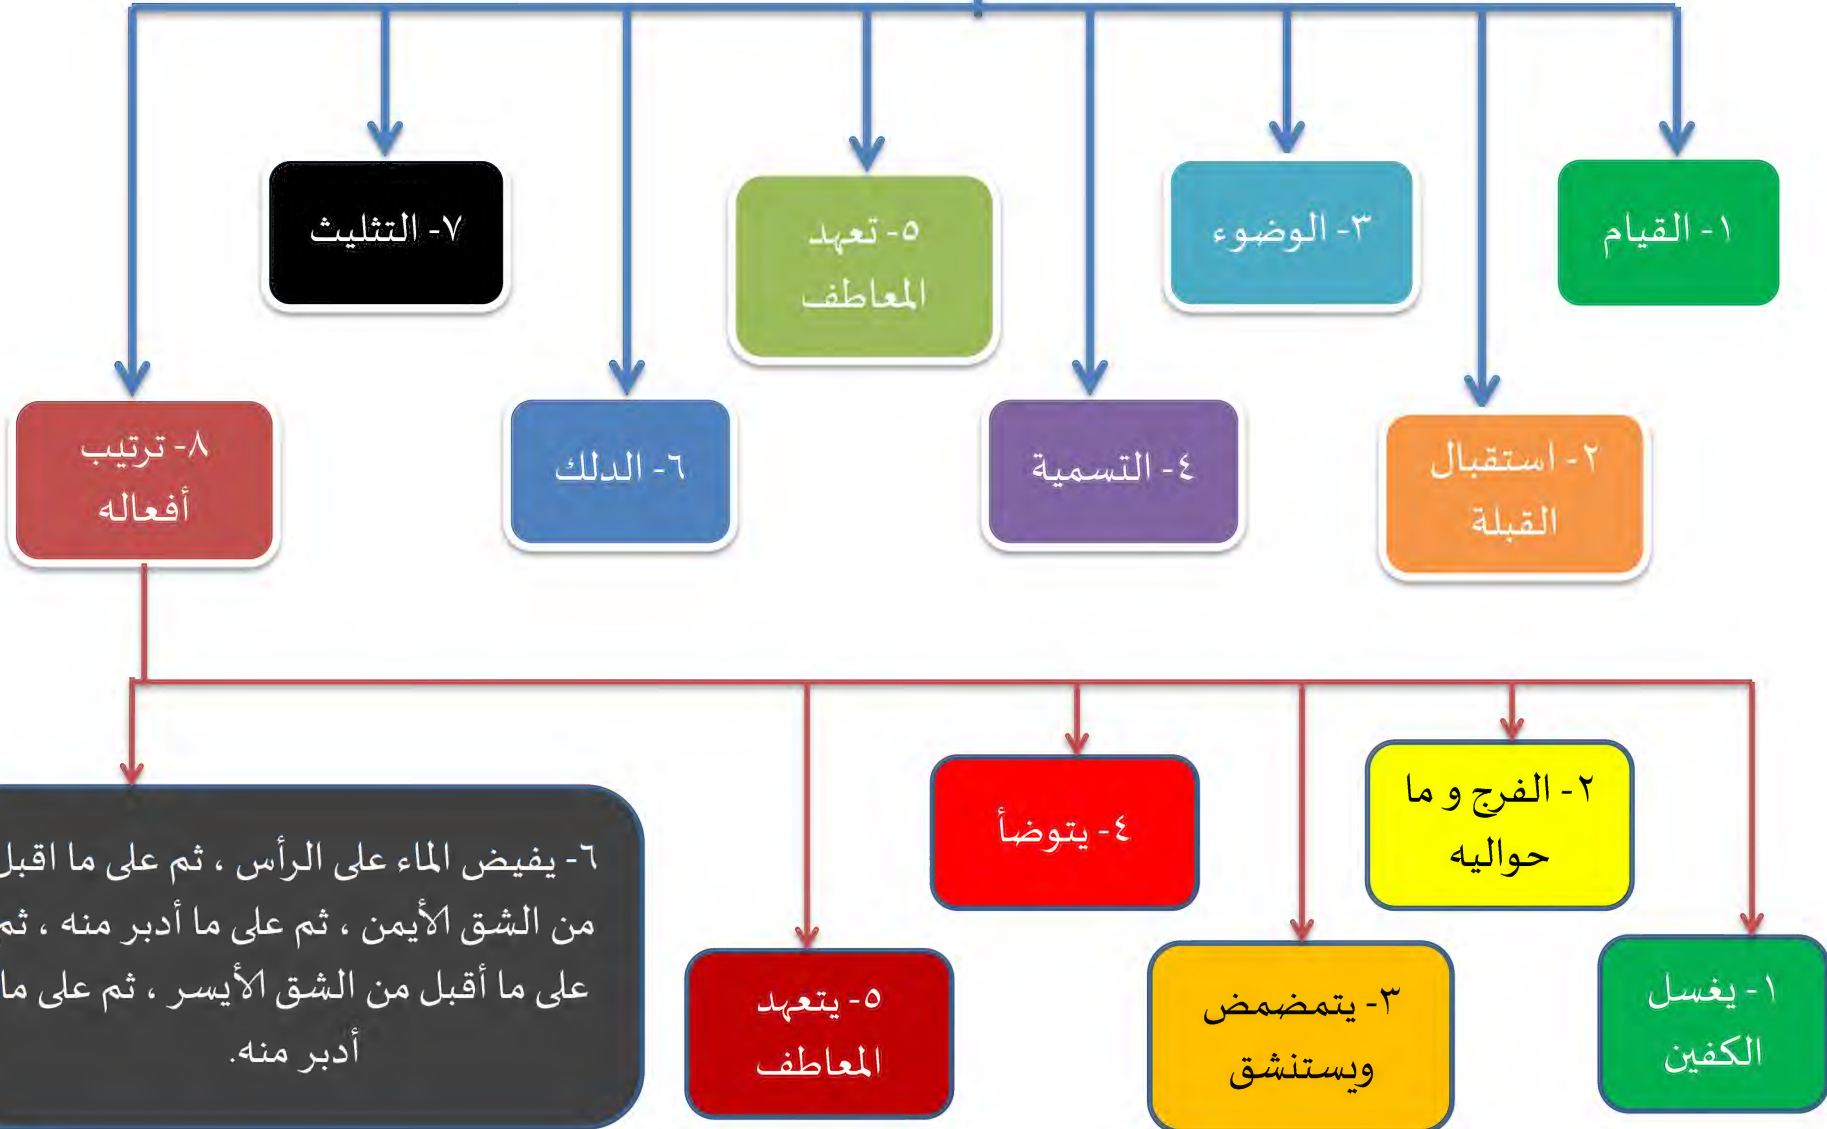 ١- القيام
٢- استقبال
القبلة
٣- الوضوء
٤- التسمية
٥- تعهد
المعاطف
٦- الدلك
٧- التثليث
٨- ترتيب
أفعاله
١- يغسل
الكفين
٢- الفرج و ما
حواليه
٣- يتمضمض
ويستنشق
٤- يتوضأ
٥- يتعهد
المعاطف
٦- يفيض الماء على الرأس ، ثم على ما اقبل
من الشق الأيمن ، ثم على ما أدبر منه ، ثم
على ما أقبل من الشق الأيسر ، ثم على ما
أدبر منه.